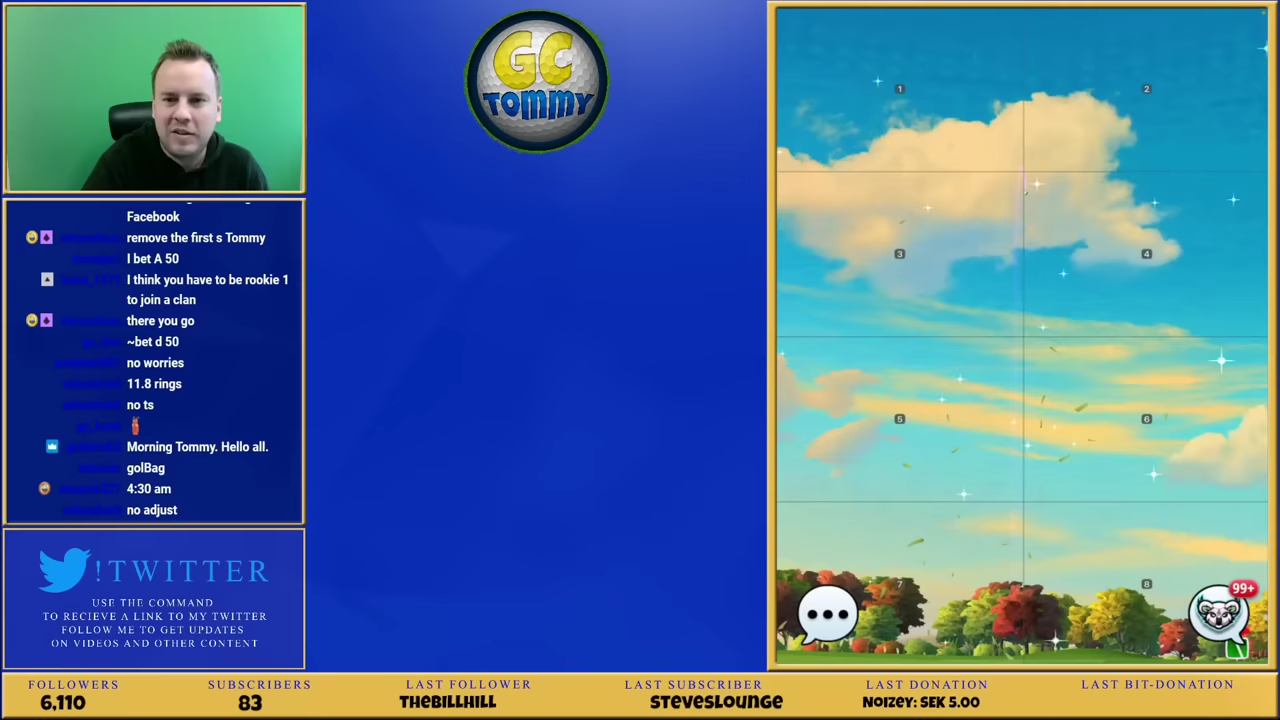 GC
TOMMY
1
2
3
4
5
6
7
8
99+
Facebook
remove the first s Tommy
I bet A 50
I think you have to be rookie 1
to join a clan
there you go
~bet d 50
no worries
11.8 rings
no ts
Morning Tommy. Hello all.
golBag
4:30 am
no adjust
!TWITTER
USE THE COMMAND
TO RECIEVE A LINK TO MY TWITTER
FOLLOW ME TO GET UPDATES
ON VIDEOS AND OTHER CONTENT
FOLLOWERS
6,110
SUBSCRIBERS
83
LAST FOLLOWER
THEBILLHILL
LAST SUBSCRIBER
STEVESLOUNGE
LAST DONATION
NOIZEY: SEK 5.00
LAST BIT-DONATION